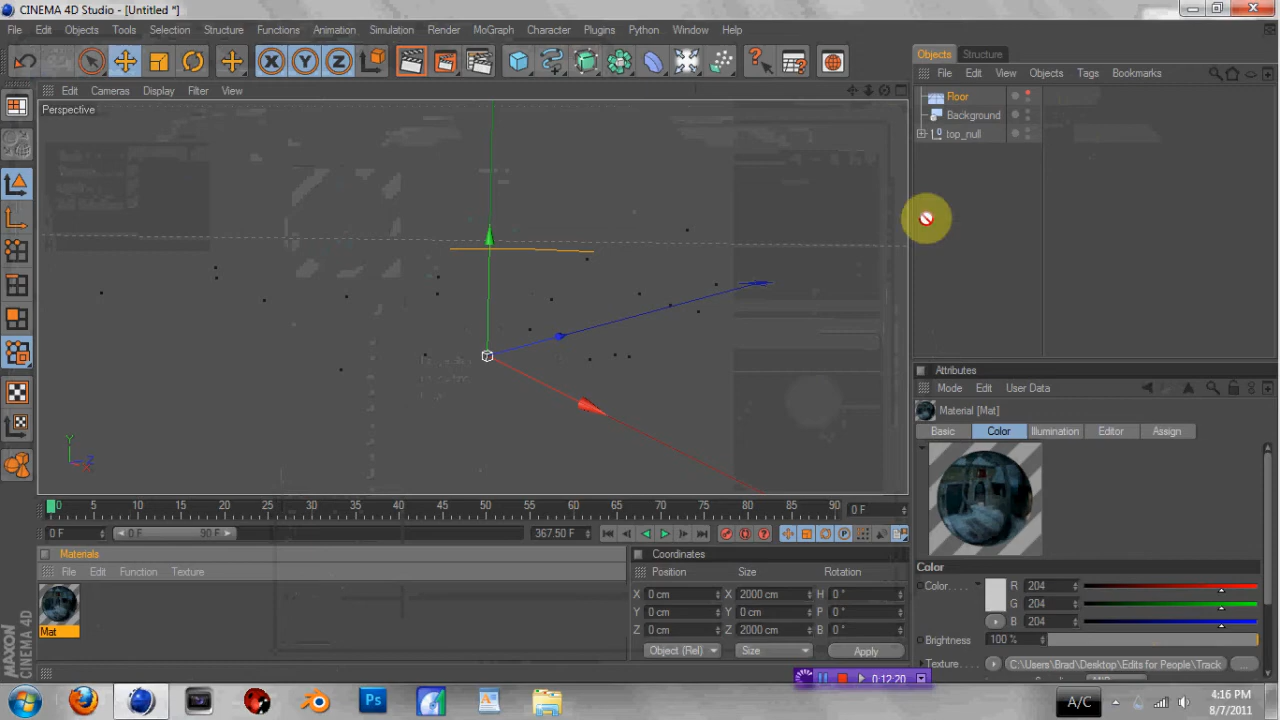 CINEMA 4D Studio - [Untitled *]
File Edit Objects Tools Selection Structure Functions Animation Render MoGraph Character Plugins Python Window Help
X Y Z
Objects Structure
File Edit View Objects Tags Bookmarks
Edit Cameras Display Filter View
Perspective
Floor
Background
top_null
Y
Z
X
Attributes
Mode Edit User Data
Material [Mat]
Basic Color Illumination Editor Assign
0 5 10 15 20 25 30 35 40 45 50 55 60 65 70 75 80 85 90 0 F
0 F 0 F 90 F 367.50 F
Materials
File Edit Function Texture
Mat
Coordinates
Position Size Rotation
X 0 cm X 2000 cm H 0 °
Y 0 cm Y 0 cm P 0 °
Z 0 cm Z 2000 cm B 0 °
Object (Rel) Size Apply
Color
Color. . . . R 204
G 204
B 204
Brightness 100 %
Texture. . . . . C:\Users\Brad\Desktop\Edits for People\Track ...
MAXON
CINEMA 4D
0:12:20
Ps
A/C
4:16 PM
8/7/2011